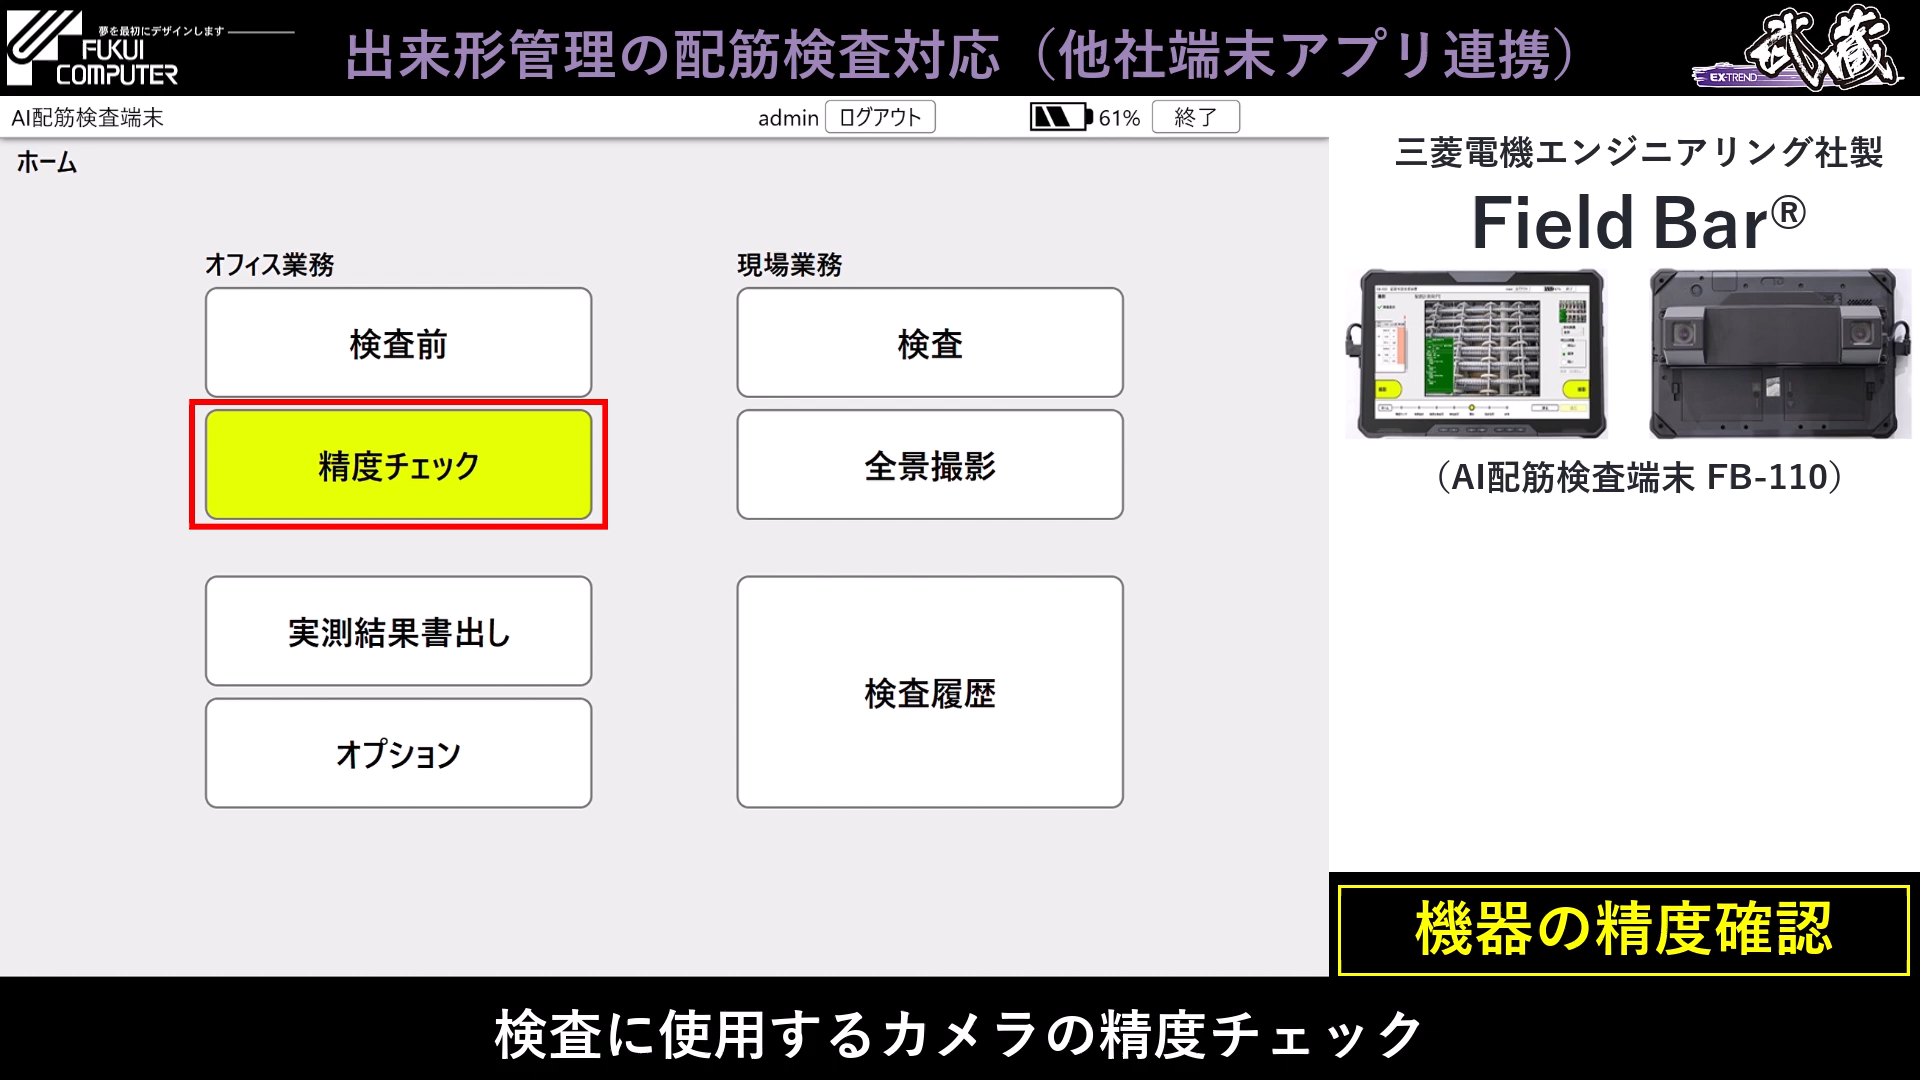 夢を最初にデザインします
FUKUI
COMPUTER
出来形管理の配筋検査対応（他社端末アプリ連携）
EX-TREND
武蔵
AI配筋検査端末
admin
ログアウト
61%
終了
ホーム
オフィス業務
検査前
精度チェック
実測結果書出し
オプション
現場業務
検査
全景撮影
検査履歴
三菱電機エンジニアリング社製
Field Bar®
（AI配筋検査端末 FB-110）
機器の精度確認
検査に使用するカメラの精度チェック